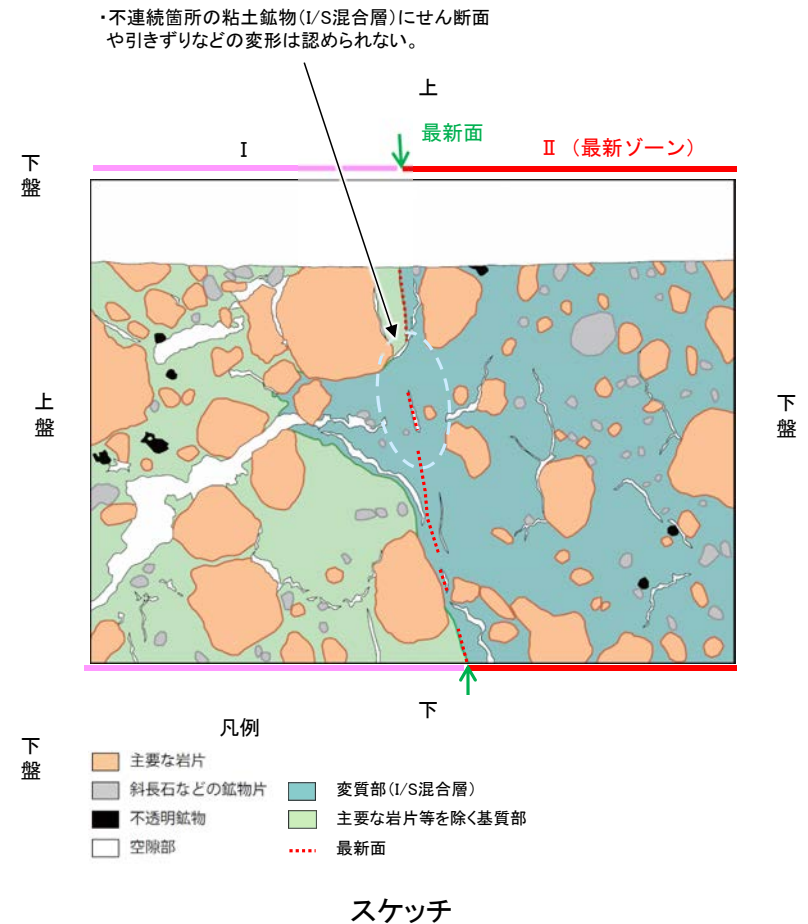 ・不連続箇所の粘土鉱物(I/S混合層)にせん断面
や引きずりなどの変形は認められない。
上
最新面
I
Ⅱ （最新ゾーン）
下
盤
上
盤
下
盤
下
下
盤
凡例
主要な岩片
斜長石などの鉱物片
不透明鉱物
空隙部
変質部(I/S混合層)
主要な岩片等を除く基質部
最新面
スケッチ